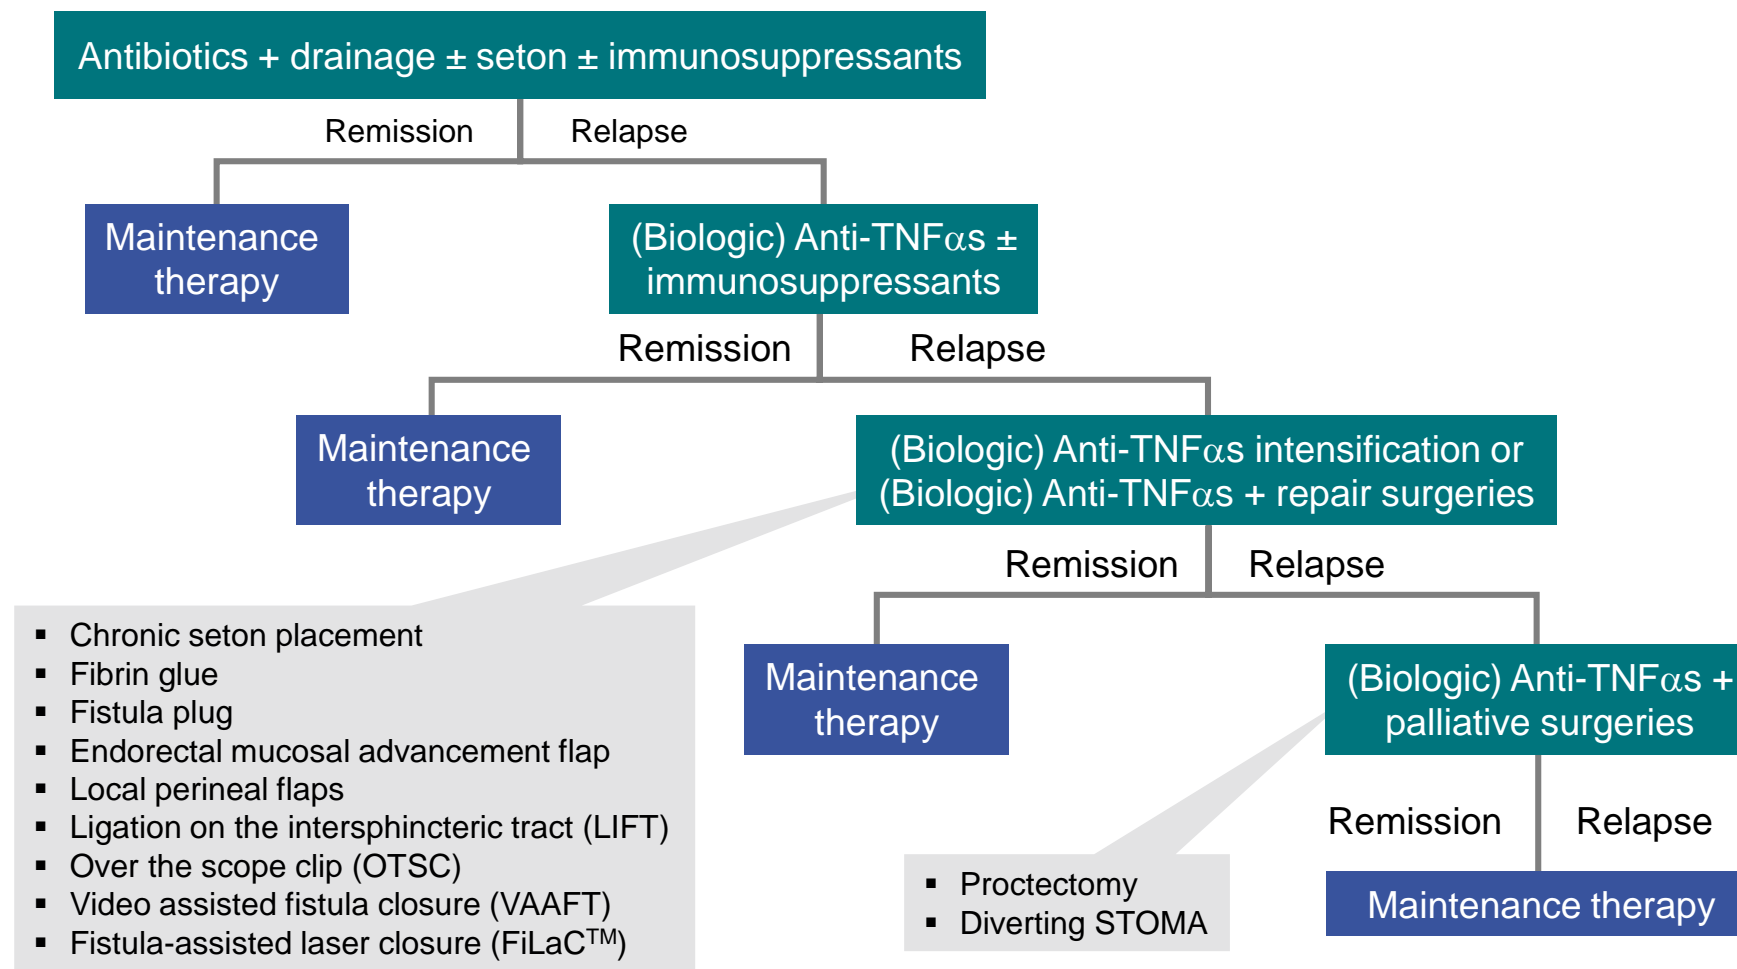 Antibiotics + drainage ± seton ± immunosuppressants
Remission
Relapse
Maintenance
therapy
(Biologic) Anti-TNFαs ±
immunosuppressants
Remission
Relapse
Maintenance
therapy
(Biologic) Anti-TNFαs intensification or
(Biologic) Anti-TNFαs + repair surgeries
Remission
Relapse
▪ Chronic seton placement
▪ Fibrin glue
▪ Fistula plug
▪ Endorectal mucosal advancement flap
▪ Local perineal flaps
▪ Ligation on the intersphincteric tract (LIFT)
▪ Over the scope clip (OTSC)
▪ Video assisted fistula closure (VAAFT)
▪ Fistula-assisted laser closure (FiLaC™)
Maintenance
therapy
(Biologic) Anti-TNFαs +
palliative surgeries
▪ Proctectomy
▪ Diverting STOMA
Remission
Relapse
Maintenance therapy